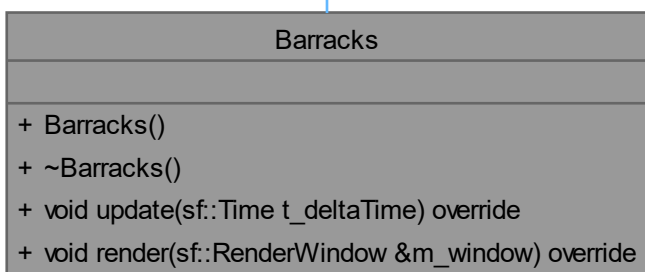 Barracks
+ Barracks()
+ ~Barracks()
+ void update(sf::Time t_deltaTime) override
+ void render(sf::RenderWindow &m_window) override